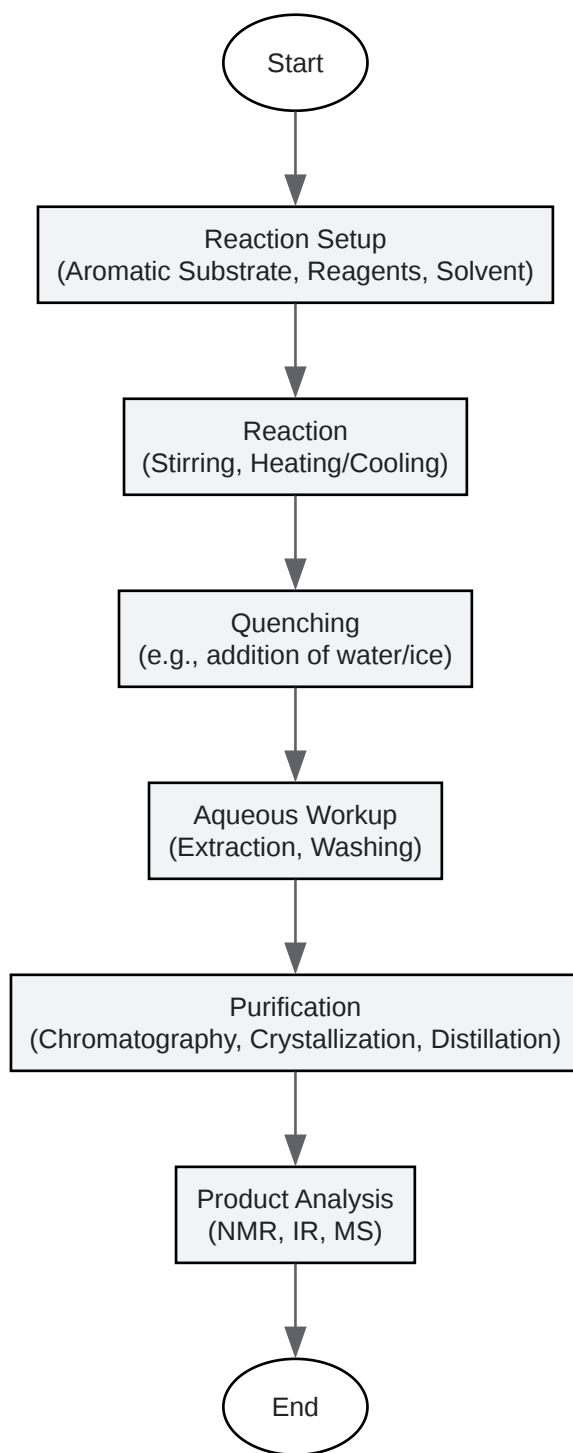 Start
Reaction Setup
(Aromatic Substrate, Reagents, Solvent)
Reaction
(Stirring, Heating/Cooling)
Quenching
(e.g., addition of water/ice)
Aqueous Workup
(Extraction, Washing)
Purification
(Chromatography, Crystallization, Distillation)
Product Analysis
(NMR, IR, MS)
End